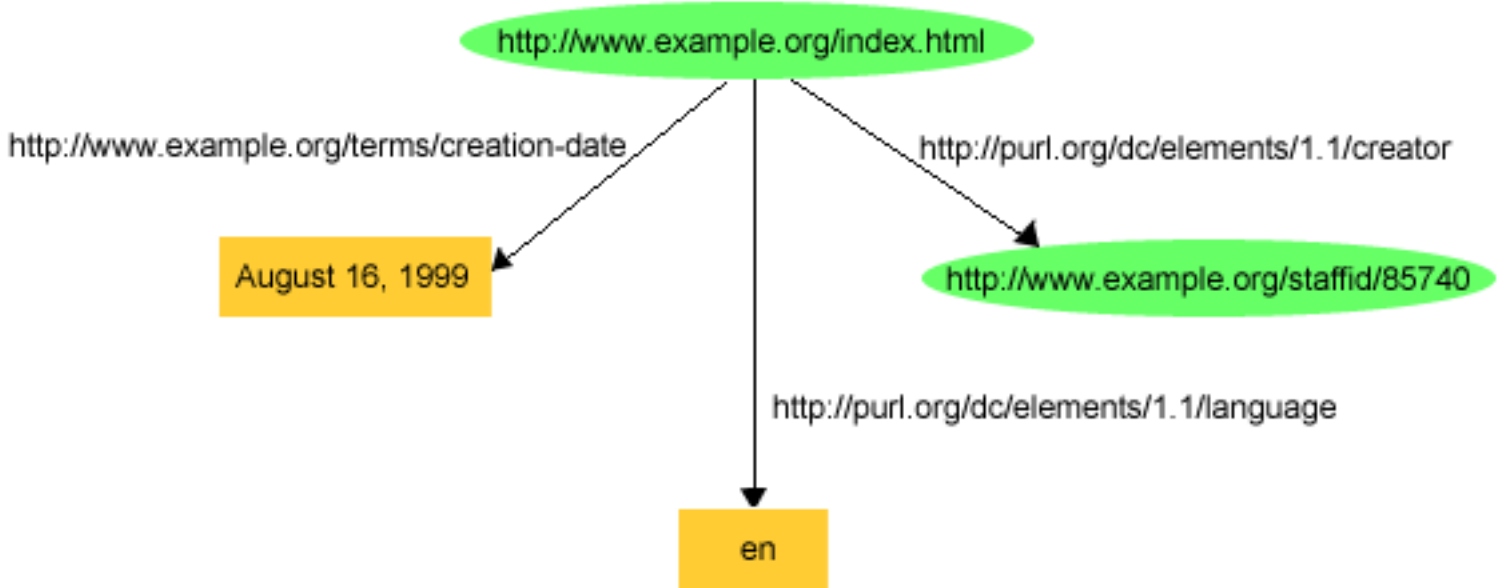 http://www.example.org/index.html
http://www.example.org/terms/creation-date
http://purl.org/dc/elements/1.1/creator
August 16, 1999
http://www.example.org/staffid/85740
http://purl.org/dc/elements/1.1/language
en